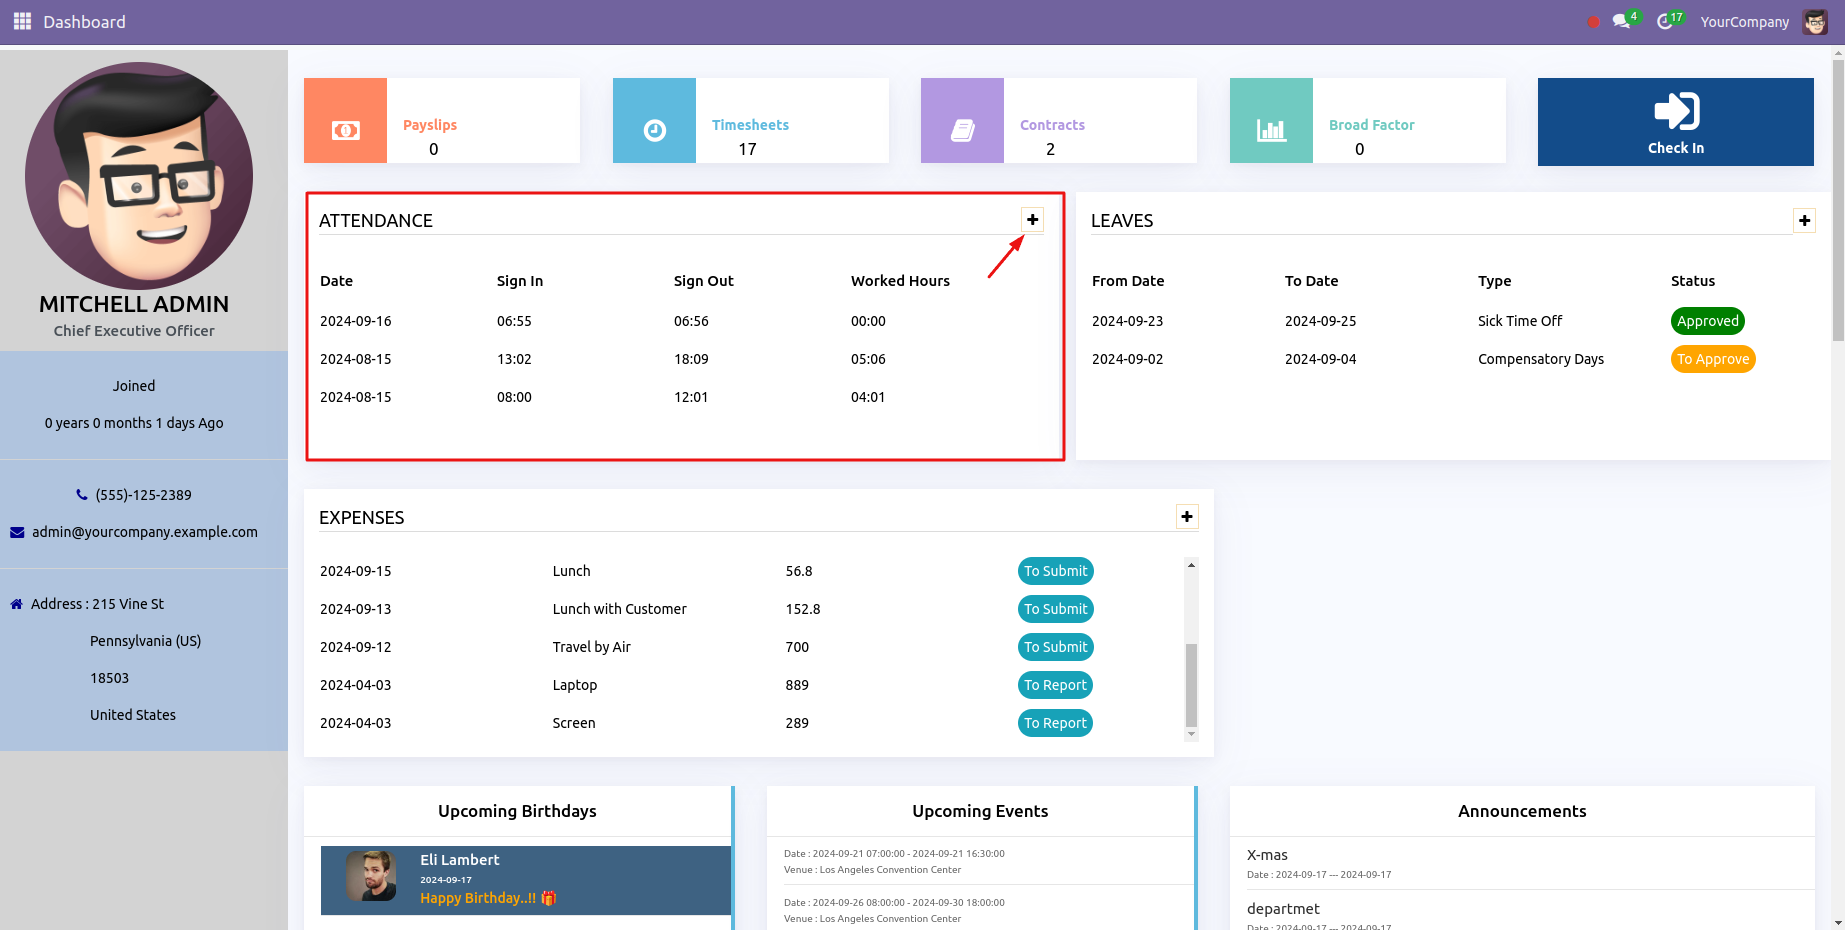 Dashboard
4
17
YourCompany
MITCHELL ADMIN
Chief Executive Officer
Joined
0 years 0 months 1 days Ago
(555)-125-2389
admin@yourcompany.example.com
Address : 215 Vine St
Pennsylvania (US)
18503
United States
Payslips
0
Timesheets
17
Contracts
2
Broad Factor
0
Check In
ATTENDANCE
Date Sign In Sign Out Worked Hours
2024-09-16 06:55 06:56 00:00
2024-08-15 13:02 18:09 05:06
2024-08-15 08:00 12:01 04:01
LEAVES
From Date To Date Type Status
2024-09-23 2024-09-25 Sick Time Off Approved
2024-09-02 2024-09-04 Compensatory Days To Approve
EXPENSES
2024-09-15 Lunch 56.8 To Submit
2024-09-13 Lunch with Customer 152.8 To Submit
2024-09-12 Travel by Air 700 To Submit
2024-04-03 Laptop 889 To Report
2024-04-03 Screen 289 To Report
Upcoming Birthdays
Eli Lambert
2024-09-17
Happy Birthday..!! 🎁
Upcoming Events
Date : 2024-09-21 07:00:00 - 2024-09-21 16:30:00
Venue : Los Angeles Convention Center
Date : 2024-09-26 08:00:00 - 2024-09-30 18:00:00
Venue : Los Angeles Convention Center
Announcements
X-mas
Date : 2024-09-17 --- 2024-09-17
departmet
Date : 2024-09-17 --- 2024-09-17